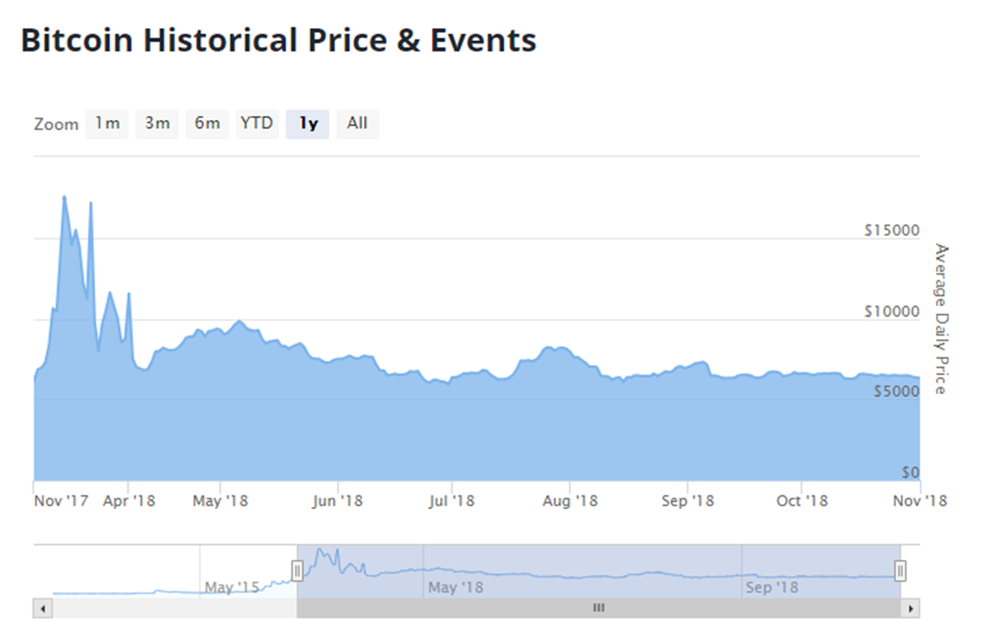 Bitcoin Historical Price & Events
Zoom 1m 3m 6m YTD 1y All
$15000
$10000
$5000
$0
Average Daily Price
Nov '17 Apr '18 May '18 Jun '18 Jul '18 Aug '18 Sep '18 Oct '18 Nov '18
May '15 May '18 Sep '18